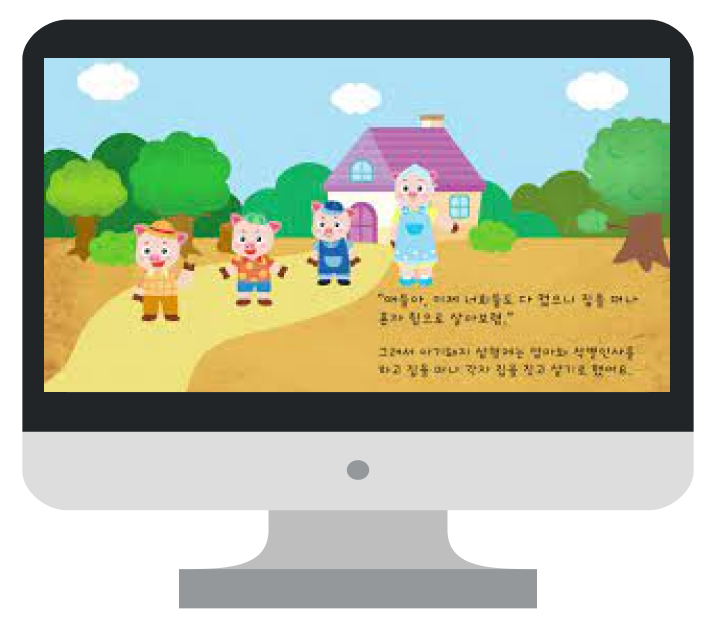 "얘들아, 이제 너희들도 다 컸으니 집을 떠나
혼자 힘으로 살아보렴."
그래서 아기돼지 삼형제는 엄마와 작별인사를
하고 집을 떠나 각자 집을 짓고 살기로 했어요.